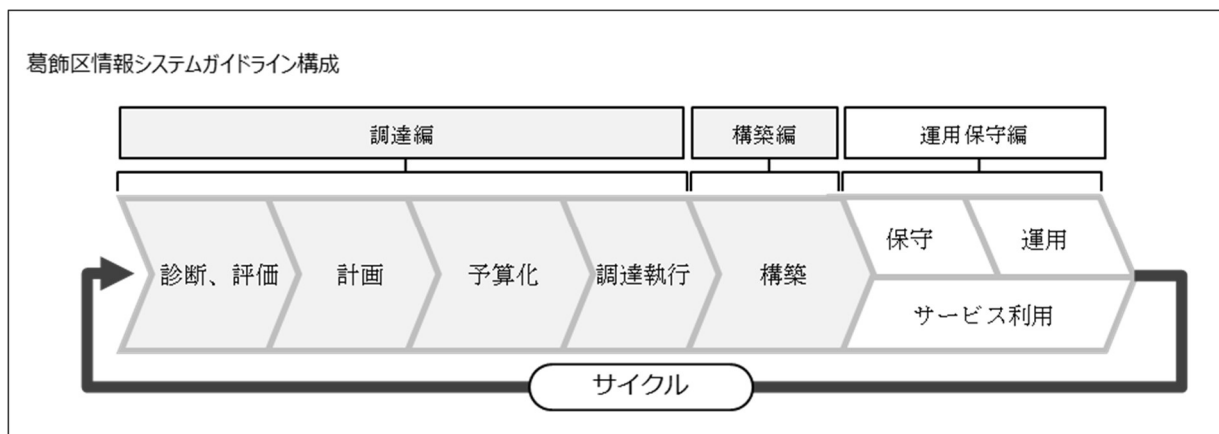 葛飾区情報システムガイドライン構成
調達編
構築編
運用保守編
診断、評価
計画
予算化
調達執行
構築
保守
運用
サービス利用
サイクル